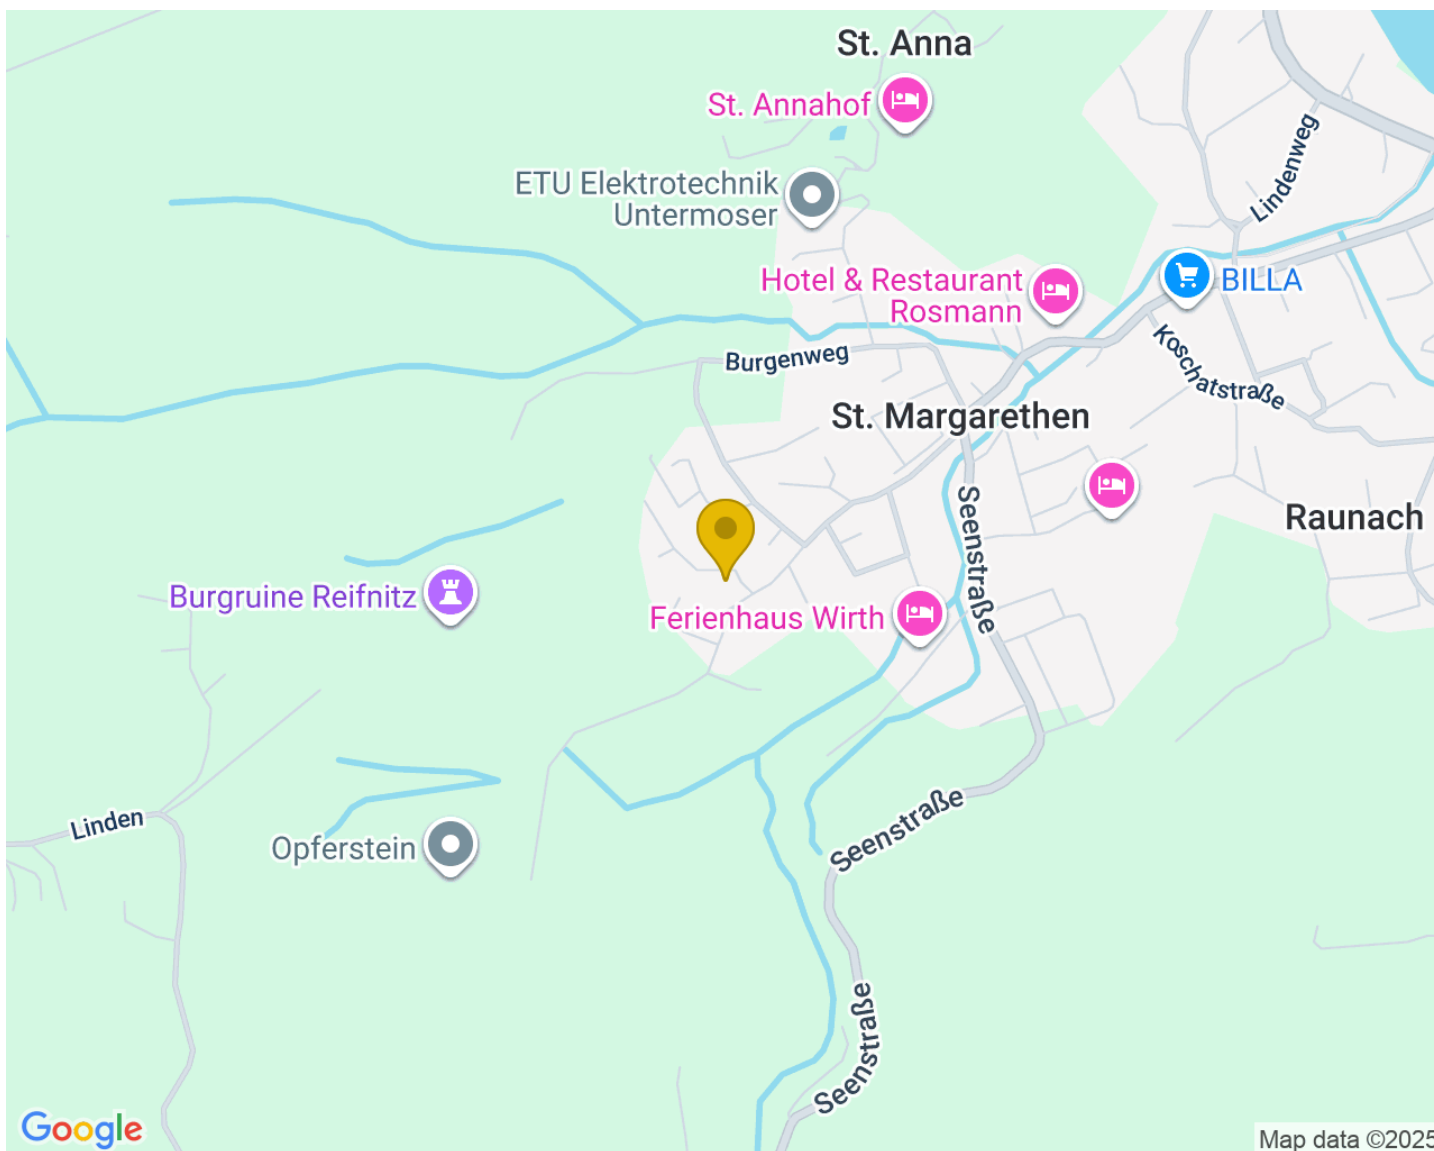 St. Anna
St. Annahof
Lindenweg
ETU Elektrotechnik
Untermoser
Hotel & Restaurant
Rosmann
BILLA
Burgenweg
Koschatstraße
St. Margarethen
Seenstraße
Raunach
Burgruine Reifnitz
Ferienhaus Wirth
Linden
Seenstraße
Opferstein
Seenstraße
Google
Map data ©2025